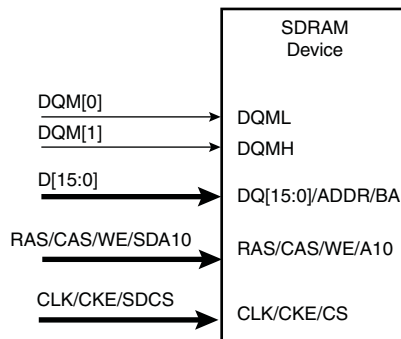 SDRAM
Device
DQM[0]
DQML
DQM[1]
DQMH
D[15:0]
DQ[15:0]/ADDR/BA
RAS/CAS/WE/SDA10
RAS/CAS/WE/A10
CLK/CKE/SDCS
CLK/CKE/CS